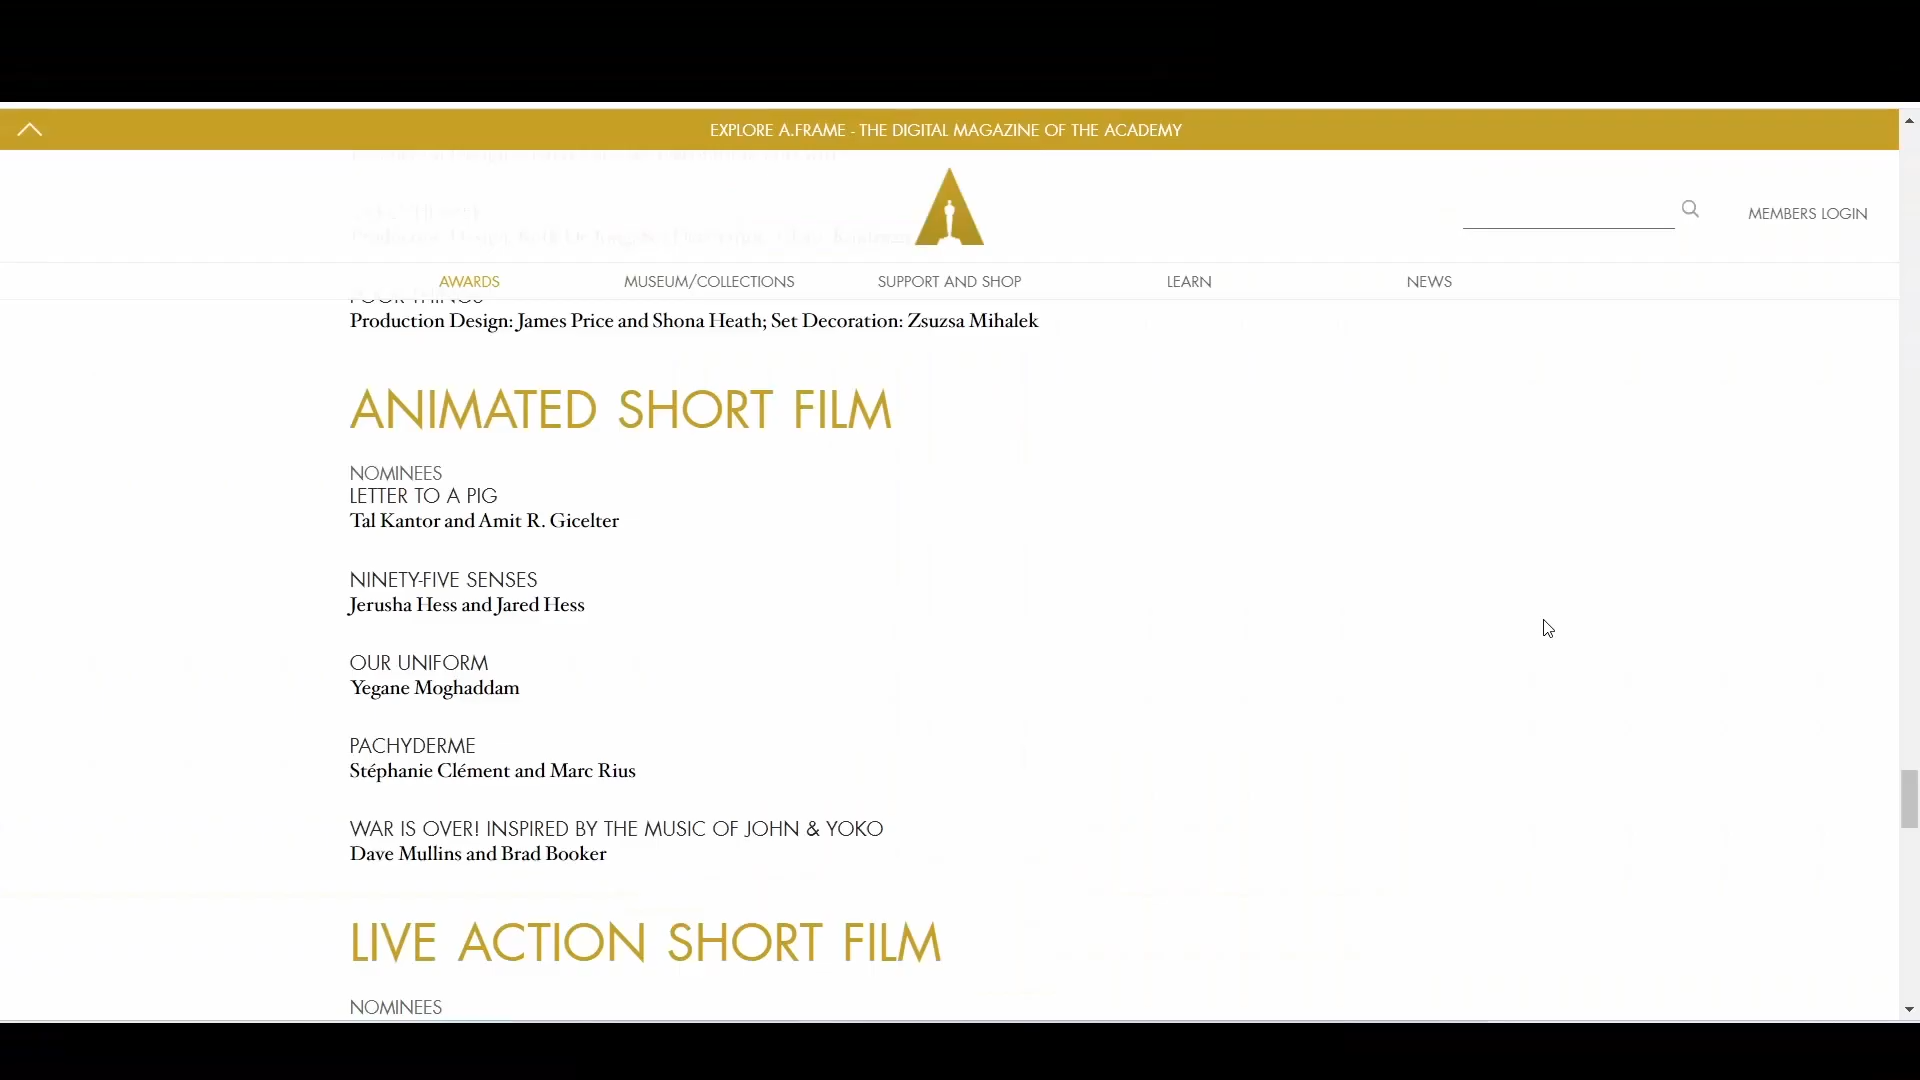 EXPLORE A.FRAME - THE DIGITAL MAGAZINE OF THE ACADEMY
MEMBERS LOGIN
AWARDS
MUSEUM/COLLECTIONS
SUPPORT AND SHOP
LEARN
NEWS
POOR THINGS
Production Design: James Price and Shona Heath; Set Decoration: Zsuzsa Mihalek
ANIMATED SHORT FILM
NOMINEES
LETTER TO A PIG
Tal Kantor and Amit R. Gicelter
NINETY-FIVE SENSES
Jerusha Hess and Jared Hess
OUR UNIFORM
Yegane Moghaddam
PACHYDERME
Stéphanie Clément and Marc Rius
WAR IS OVER! INSPIRED BY THE MUSIC OF JOHN & YOKO
Dave Mullins and Brad Booker
LIVE ACTION SHORT FILM
NOMINEES